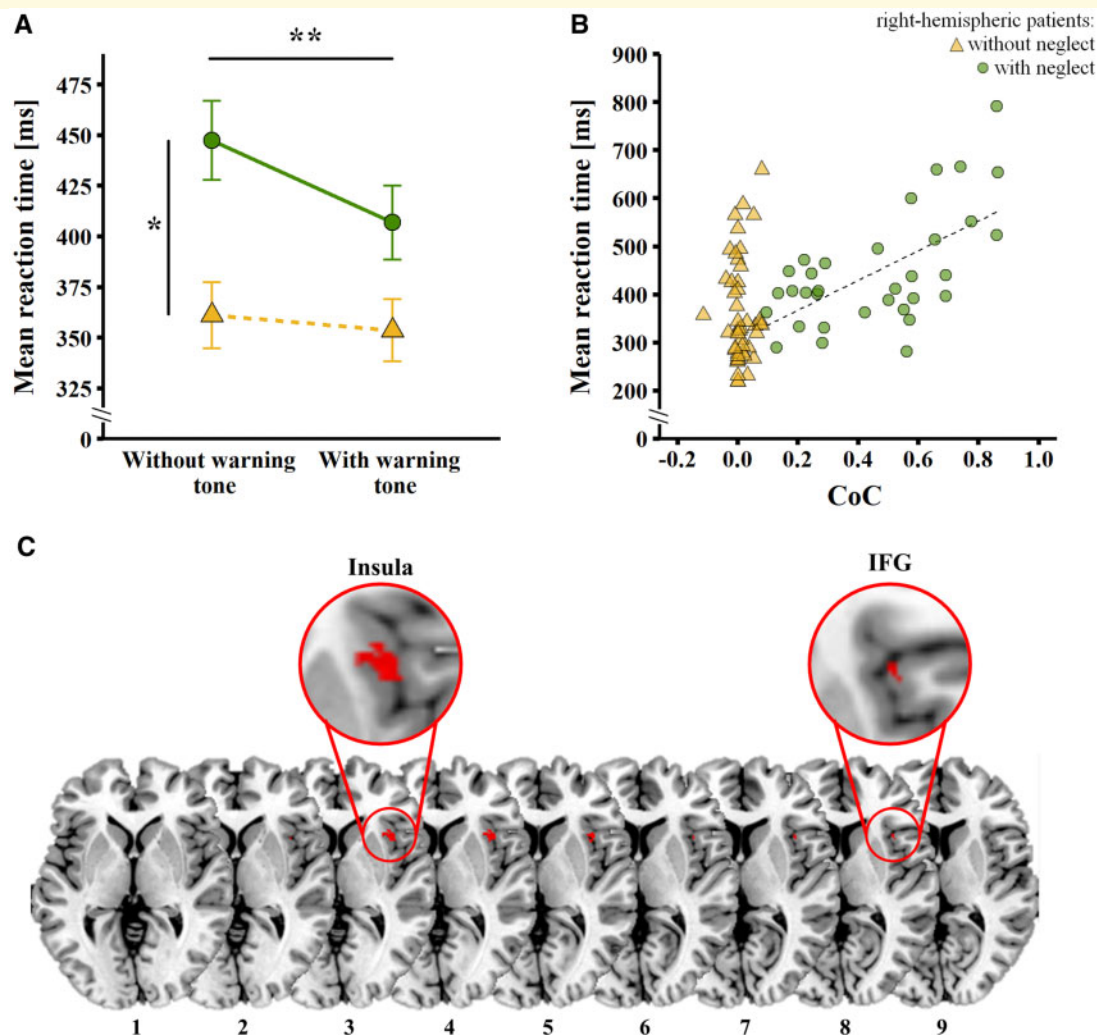 A
**
Mean reaction time [ms]
475
450
425
400
375
350
325
0
*
Without warning
tone
With warning
tone
B
right-hemispheric patients:
without neglect
with neglect
Mean reaction time [ms]
900
800
700
600
500
400
300
200
0
-0.2 0.0 0.2 0.4 0.6 0.8 1.0
CoC
C
Insula
IFG
1 2 3 4 5 6 7 8 9